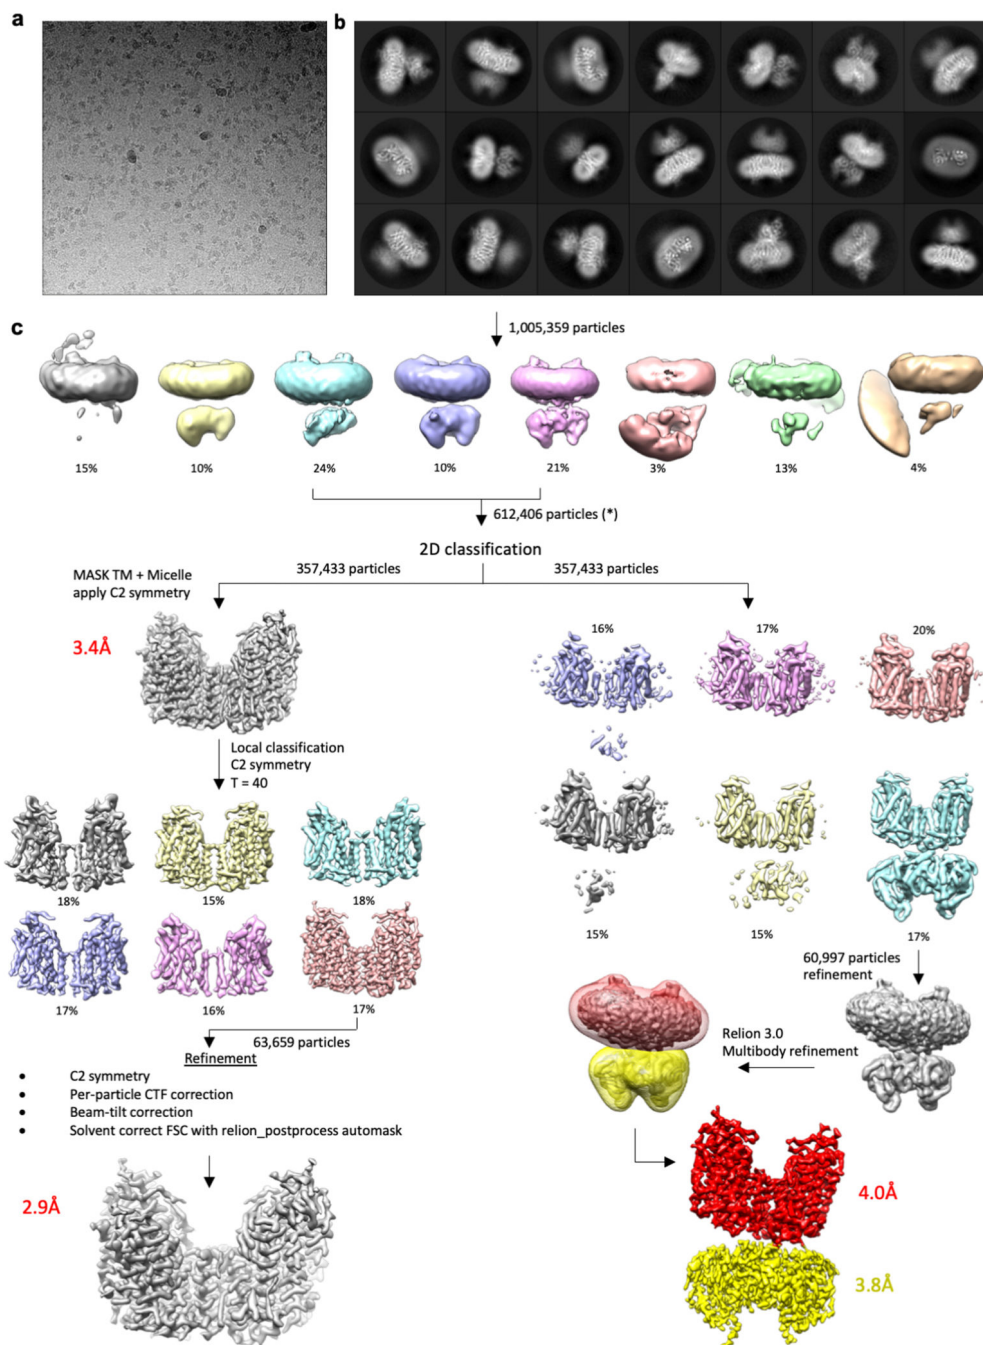 a
b
c
1,005,359 particles
15%
10%
24%
10%
21%
3%
13%
4%
612,406 particles (*)
2D classification
357,433 particles
357,433 particles
MASK TM + Micelle
apply C2 symmetry
3.4Å
Local classification
C2 symmetry
T = 40
18%
15%
18%
17%
16%
17%
63,659 particles
Refinement
• C2 symmetry
• Per-particle CTF correction
• Beam-tilt correction
• Solvent correct FSC with relion_postprocess automask
2.9Å
16%
17%
20%
15%
15%
17%
60,997 particles
refinement
Relion 3.0
Multibody refinement
4.0Å
3.8Å